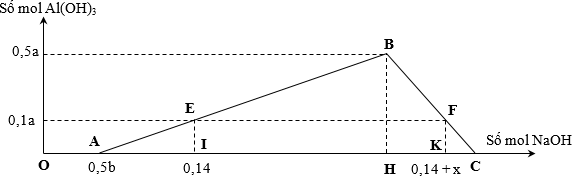 Số mol Al(OH)₃
0,5a
B
E
F
0,1a
A
I
K
Số mol NaOH
O
0,5b
0,14
H
0,14 + x
C